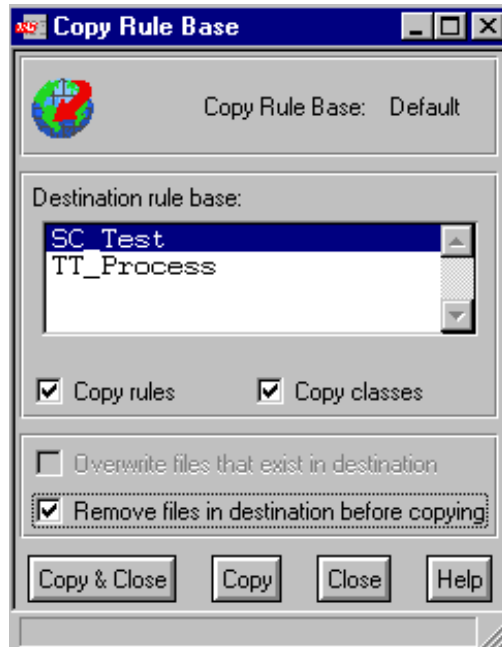 Copy Rule Base
Copy Rule Base: Default
Destination rule base:
SC_Test
TT_Process
Copy rules Copy classes
Overwrite files that exist in destination
Remove files in destination before copying
Copy & Close Copy Close Help